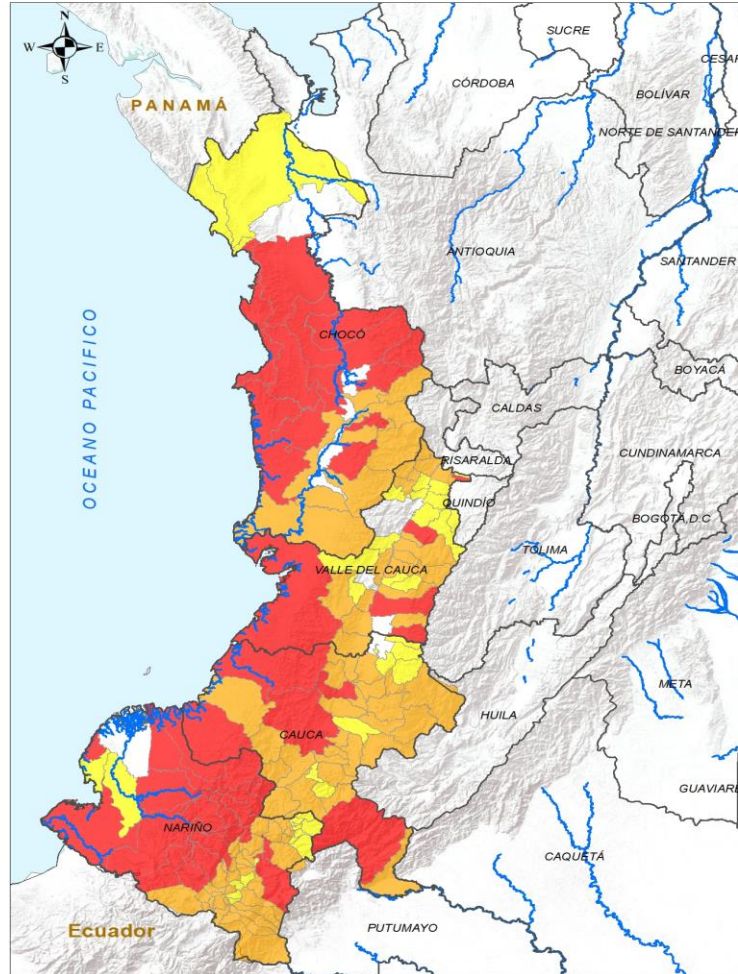 SUCRE
N
W E
S
CÓRDOBA
CESAR
BOLÍVAR
PANAMÁ
NORTE DE SANTANDER
ANTIOQUIA
SANTANDER
CHOCÓ
OCEANO PACIFICO
BOYACÁ
CALDAS
CUNDINAMARCA
RISARALDA
QUINDÍO
BOGOTÁ,D.C
TOLIMA
VALLE DEL CAUCA
META
HUILA
CAUCA
GUAVIARE
NARIÑO
CAQUETÁ
PUTUMAYO
Ecuador